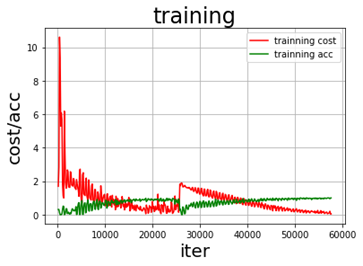 training
trainning cost
trainning acc
cost/acc
10
8
6
4
2
0
0
10000
20000
30000
40000
50000
60000
iter